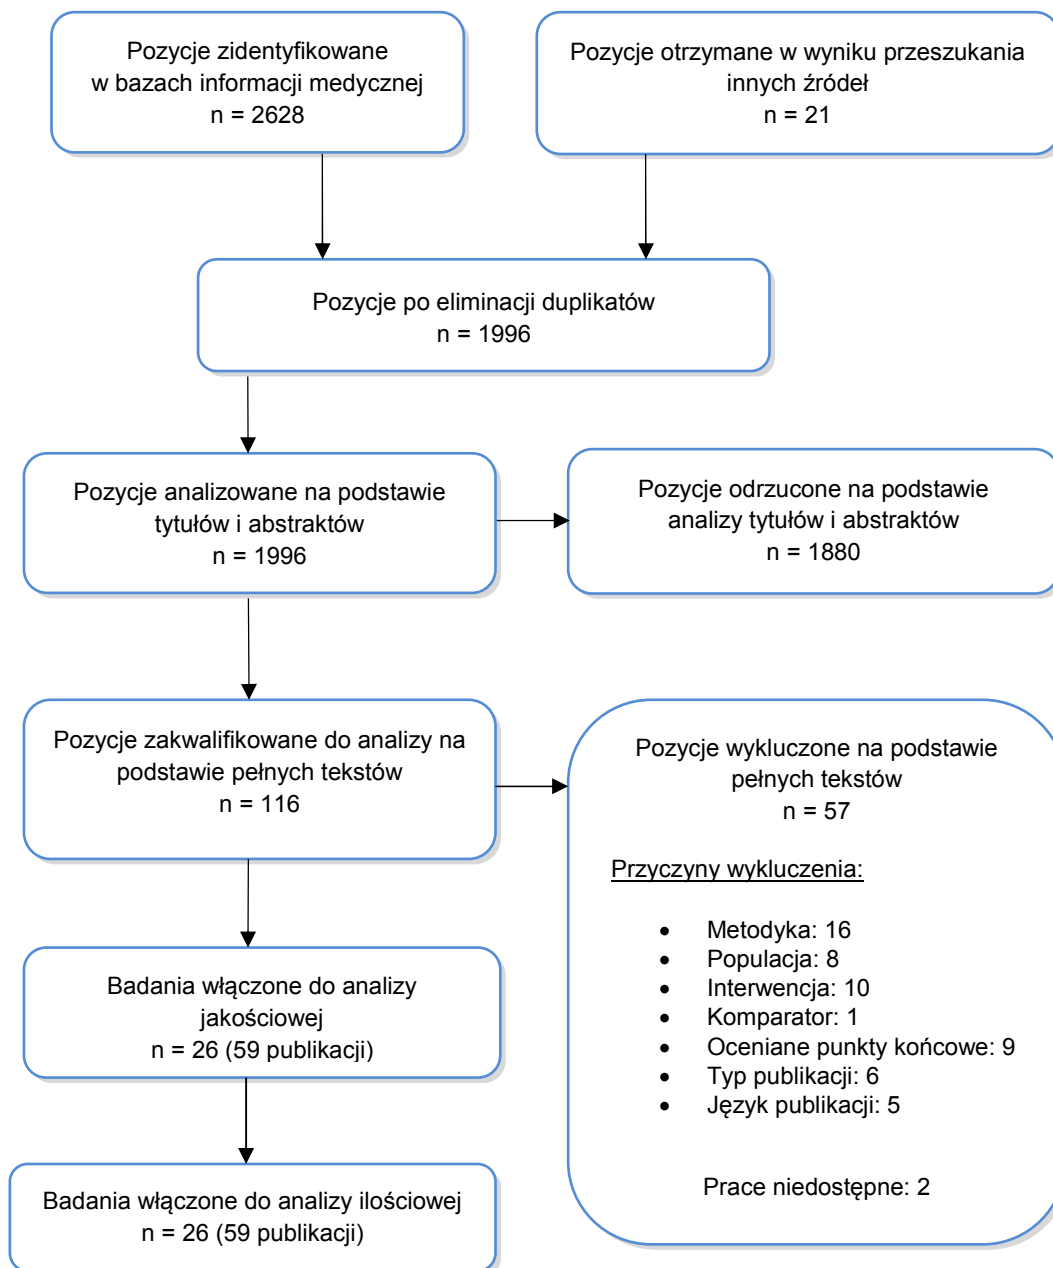 Pozycje zidentyfikowane
w bazach informacji medycznej
n = 2628
Pozycje otrzymane w wyniku przeszukania
innych źródeł
n = 21
Pozycje po eliminacji duplikatów
n = 1996
Pozycje analizowane na podstawie
tytułów i abstraktów
n = 1996
Pozycje odrzucone na podstawie
analizy tytułów i abstraktów
n = 1880
Pozycje zakwalifikowane do analizy na
podstawie pełnych tekstów
n = 116
Pozycje wykluczone na podstawie
pełnych tekstów
n = 57
Przyczyny wykluczenia:
• Metodyka: 16
• Populacja: 8
• Interwencja: 10
• Komparator: 1
• Oceniane punkty końcowe: 9
• Typ publikacji: 6
• Język publikacji: 5
Prace niedostępne: 2
Badania włączone do analizy
jakościowej
n = 26 (59 publikacji)
Badania włączone do analizy ilościowej
n = 26 (59 publikacji)